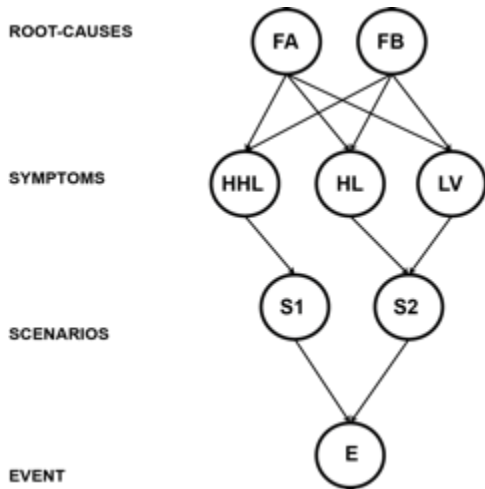 ROOT-CAUSES
FA FB
SYMPTOMS
HHL HL LV
S1 S2
SCENARIOS
E
EVENT